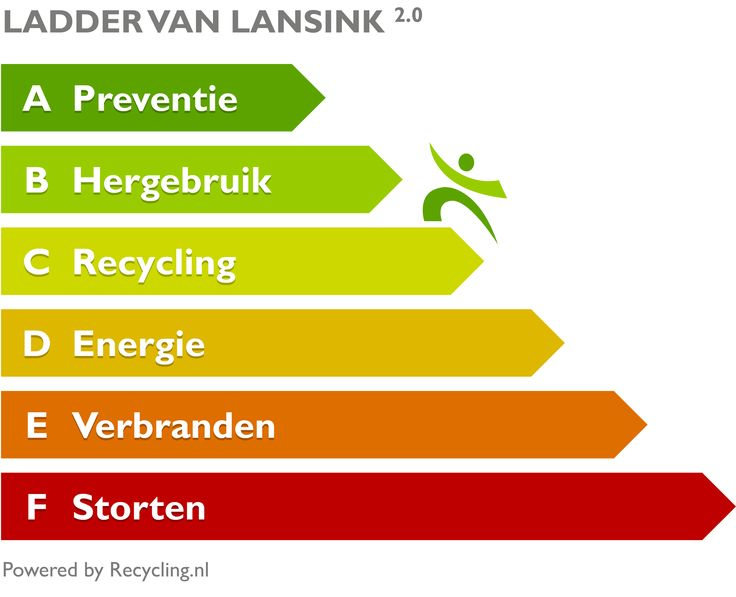 LADDER VAN LANSINK 2.0
A Preventie
B Hergebruik
C Recycling
D Energie
E Verbranden
F Storten
Powered by Recycling.nl